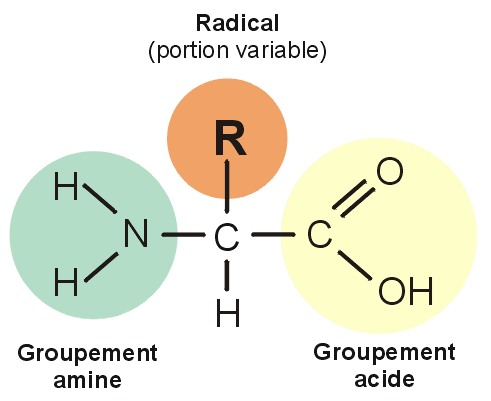 Radical
(portion variable)
R
H
O
N
C
C
H
H
OH
Groupement
amine
Groupement
acide